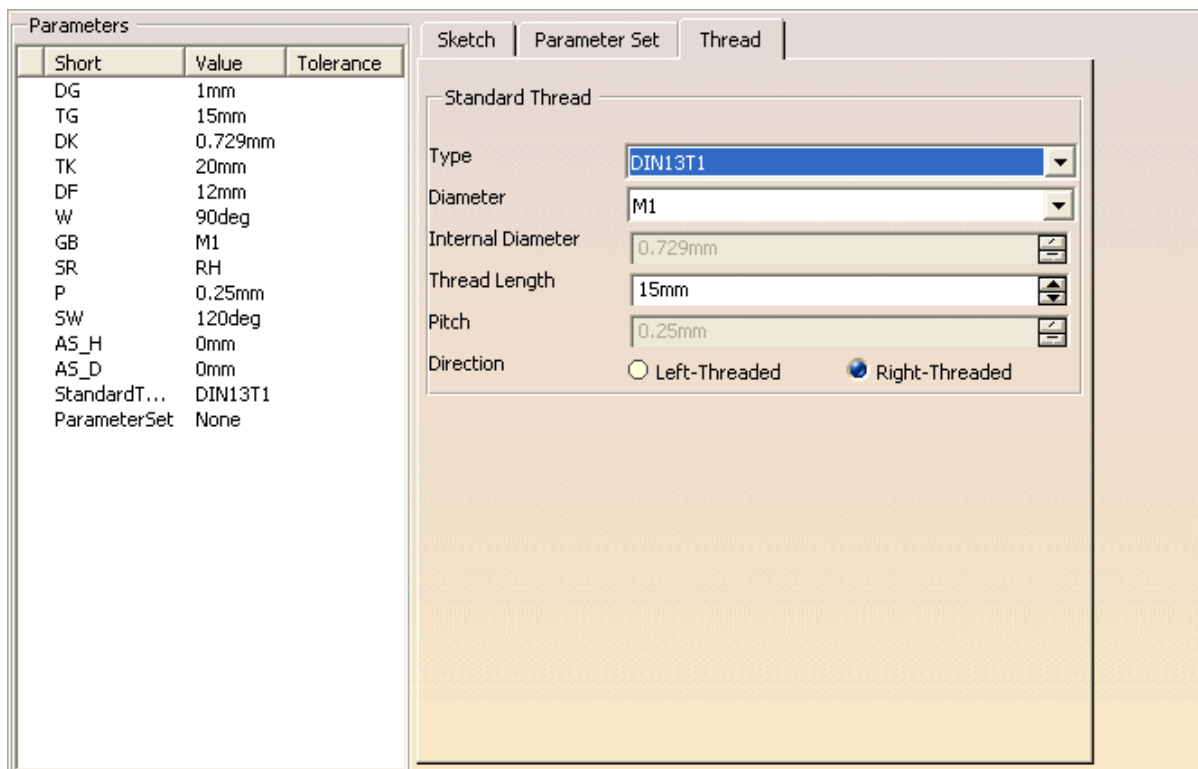 Parameters
Short Value Tolerance
DG 1mm
TG 15mm
DK 0.729mm
TK 20mm
DF 12mm
W 90deg
GB M1
SR RH
P 0.25mm
SW 120deg
AS_H 0mm
AS_D 0mm
StandardT... DIN13T1
ParameterSet None
Sketch Parameter Set Thread
Standard Thread
Type DIN13T1
Diameter M1
Internal Diameter 0.729mm
Thread Length 15mm
Pitch 0.25mm
Direction Left-Threaded Right-Threaded